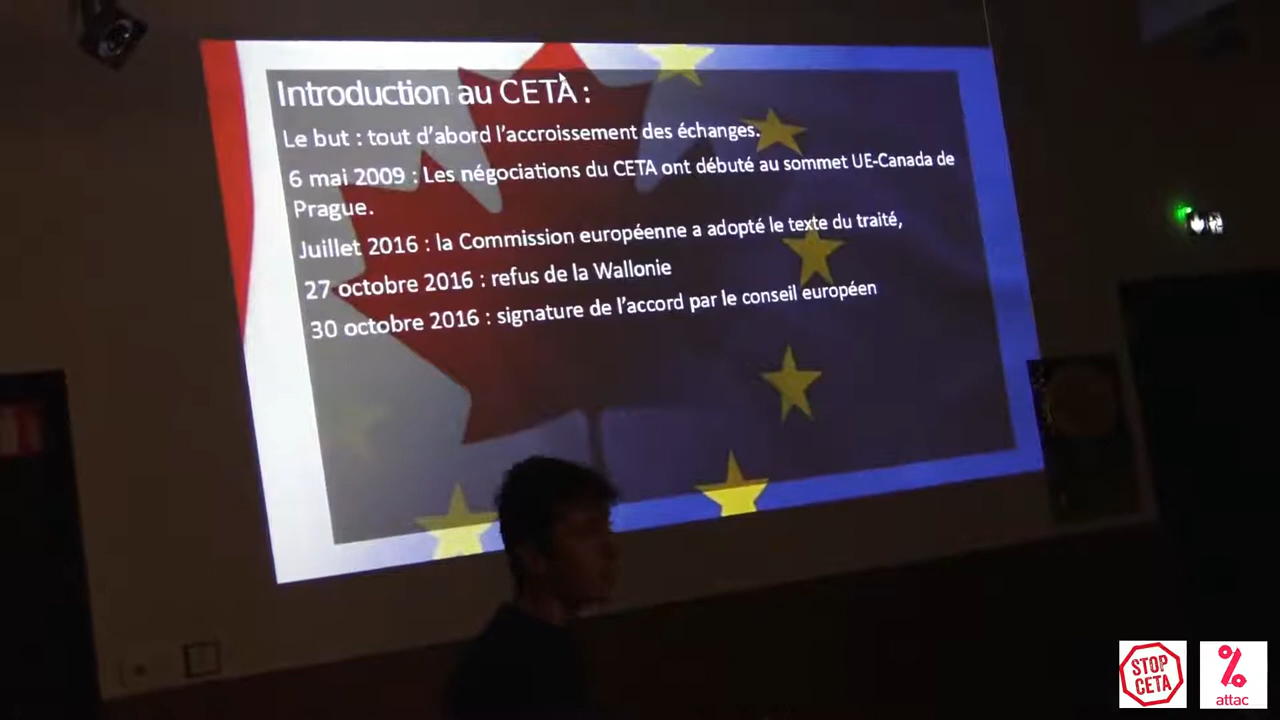 Introduction au CETA :
Le but : tout d’abord l’accroissement des échanges.
6 mai 2009 : Les négociations du CETA ont débuté au sommet UE-Canada de
Prague.
Juillet 2016 : la Commission européenne a adopté le texte du traité,
27 octobre 2016 : refus de la Wallonie
30 octobre 2016 : signature de l’accord par le conseil européen
STOP
CETA
%
attac